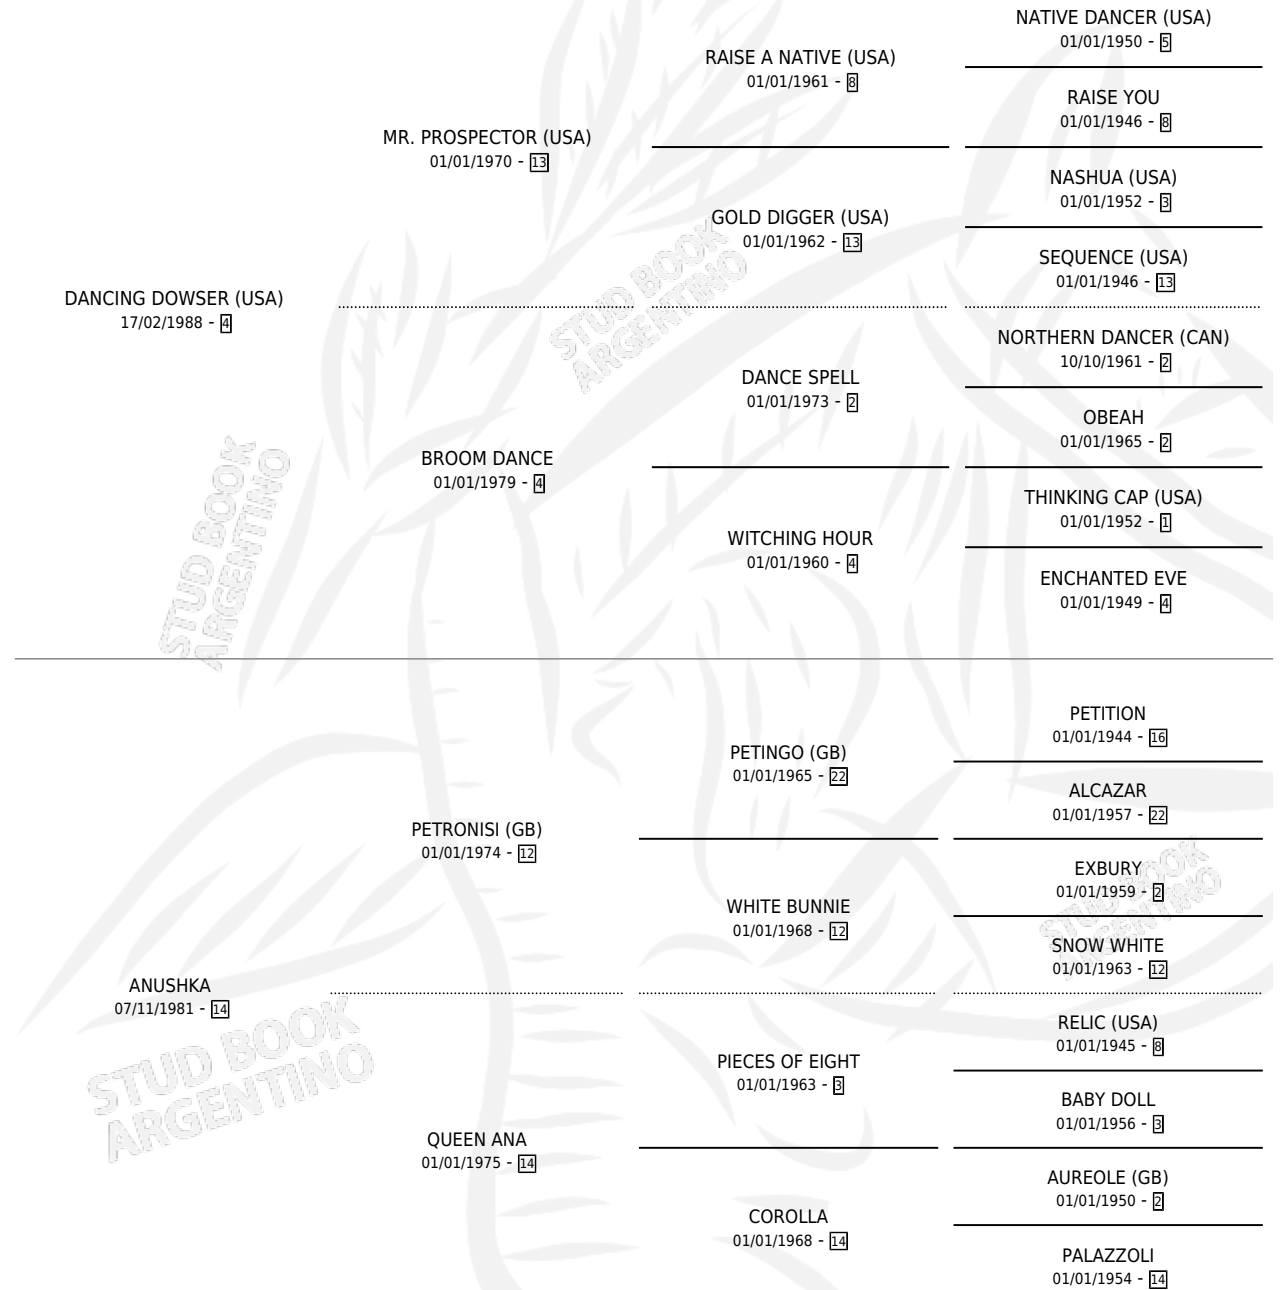 NATIVE DANCER (USA)
01/01/1950 - 5
RAISE A NATIVE (USA)
01/01/1961 - 8
RAISE YOU
01/01/1946 - 8
MR. PROSPECTOR (USA)
01/01/1970 - 13
NASHUA (USA)
01/01/1952 - 3
GOLD DIGGER (USA)
01/01/1962 - 13
SEQUENCE (USA)
01/01/1946 - 13
DANCING DOWSER (USA)
17/02/1988 - 4
STUD BOOK
ARGENTINO
NORTHERN DANCER (CAN)
10/10/1961 - 2
DANCE SPELL
01/01/1973 - 2
OBEAH
01/01/1965 - 2
BROOM DANCE
01/01/1979 - 4
THINKING CAP (USA)
01/01/1952 - 1
WITCHING HOUR
01/01/1960 - 4
ENCHANTED EVE
01/01/1949 - 4
STUD BOOK
ARGENTINO
PETITION
01/01/1944 - 16
PETINGO (GB)
01/01/1965 - 22
ALCAZAR
01/01/1957 - 22
PETRONISI (GB)
01/01/1974 - 12
EXBURY
01/01/1959 - 2
WHITE BUNNIE
01/01/1968 - 12
SNOW WHITE
01/01/1963 - 12
STUD BOOK
ARGENTINO
ANUSHKA
07/11/1981 - 14
RELIC (USA)
01/01/1945 - 8
PIECES OF EIGHT
01/01/1963 - 3
BABY DOLL
01/01/1956 - 3
STUD BOOK
ARGENTINO
QUEEN ANA
01/01/1975 - 14
AUREOLE (GB)
01/01/1950 - 2
COROLLA
01/01/1968 - 14
PALAZZOLI
01/01/1954 - 14